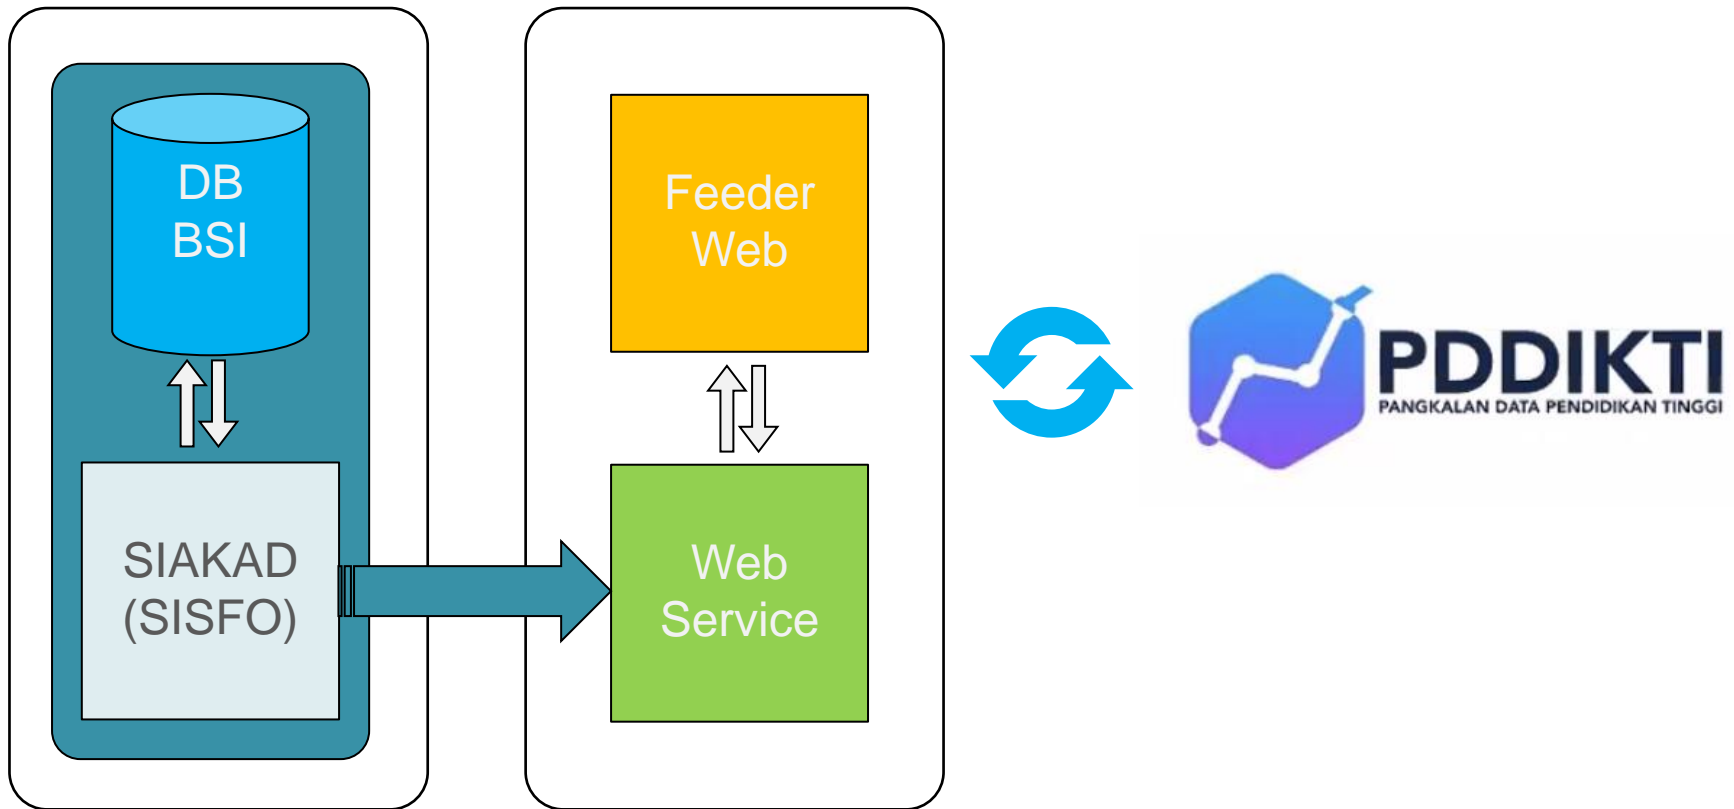 DB
BSI
SIAKAD
(SISFO)
Feeder
Web
Web
Service
PDDIKTI
PANGKALAN DATA PENDIDIKAN TINGGI